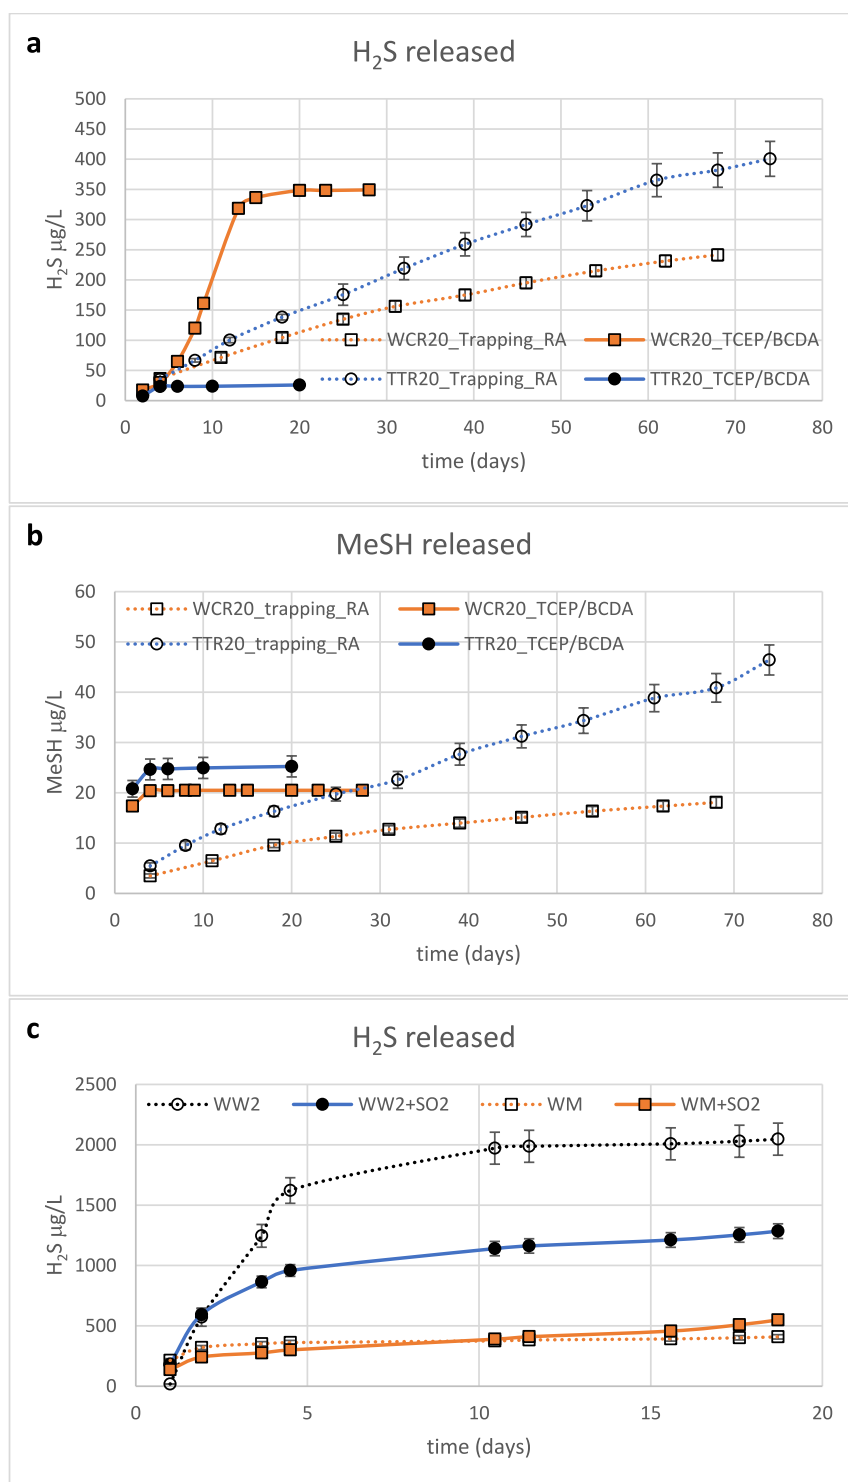 a
H₂S released
500
450
400
350
300
250
200
150
100
50
0
H₂S µg/L
WCR20_Trapping_RA WCR20_TCEP/BCDA
TTR20_Trapping_RA TTR20_TCEP/BCDA
0 10 20 30 40 50 60 70 80
time (days)
b
MeSH released
60
50
40
30
20
10
0
MeSH µg/L
WCR20_trapping_RA WCR20_TCEP/BCDA
TTR20_trapping_RA TTR20_TCEP/BCDA
0 10 20 30 40 50 60 70 80
time (days)
c
H₂S released
2500
2000
1500
1000
500
0
H₂S µg/L
WW2 WW2+SO2 WM WM+SO2
0 5 10 15 20
time (days)